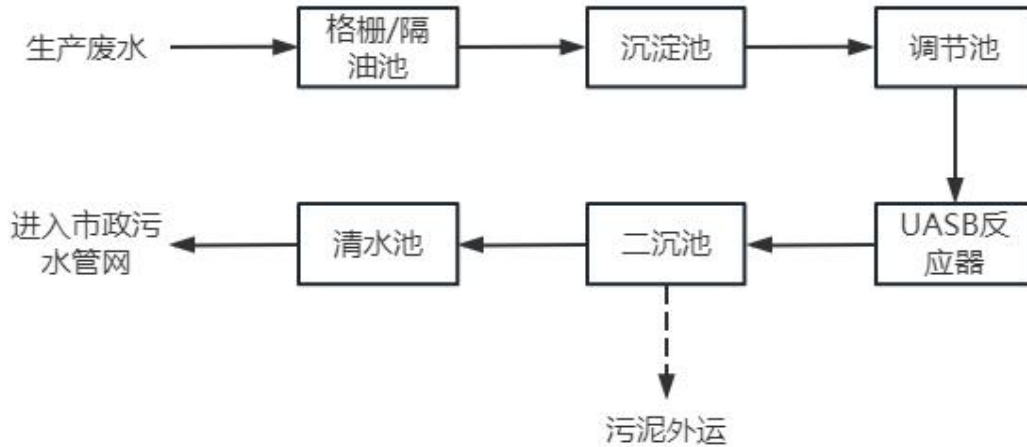 生产废水
格栅/隔
油池
沉淀池
调节池
进入市政污
水管网
清水池
二沉池
UASB反
应器
污泥外运